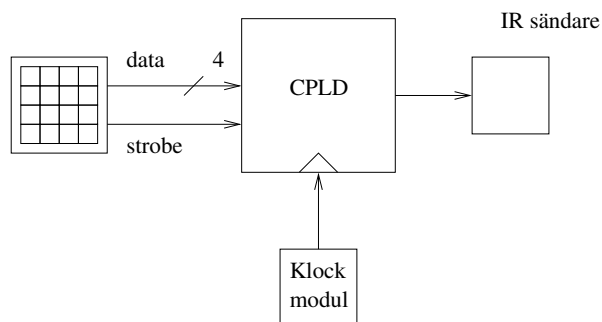 IR sändare
data 4
CPLD
strobe
Klock
modul